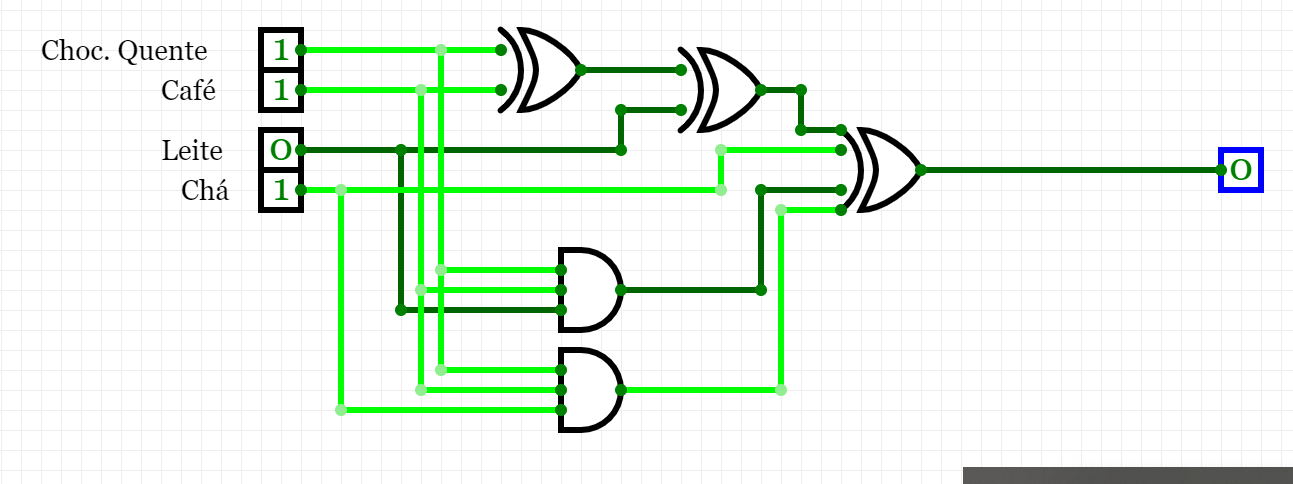 Choc. Quente 1
Café 1
Leite 0
Chá 1
0